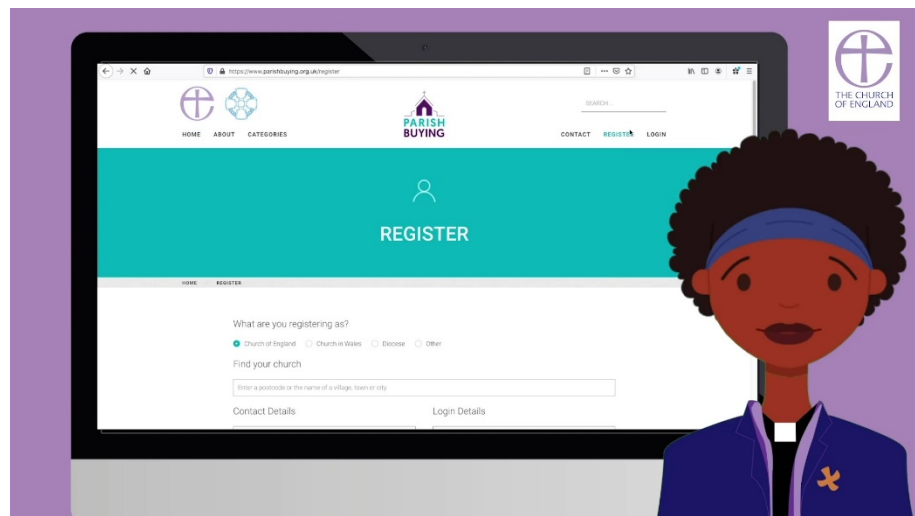 https://www.parishbuying.org.uk/register
THE CHURCH
OF ENGLAND
SEARCH ...
PARISH
BUYING
HOME ABOUT CATEGORIES
CONTACT REGISTER LOGIN
REGISTER
HOME REGISTER
What are you registering as?
Church of England Church in Wales Diocese Other
Find your church
Enter a postcode or the name of a village, town or city
Contact Details Login Details